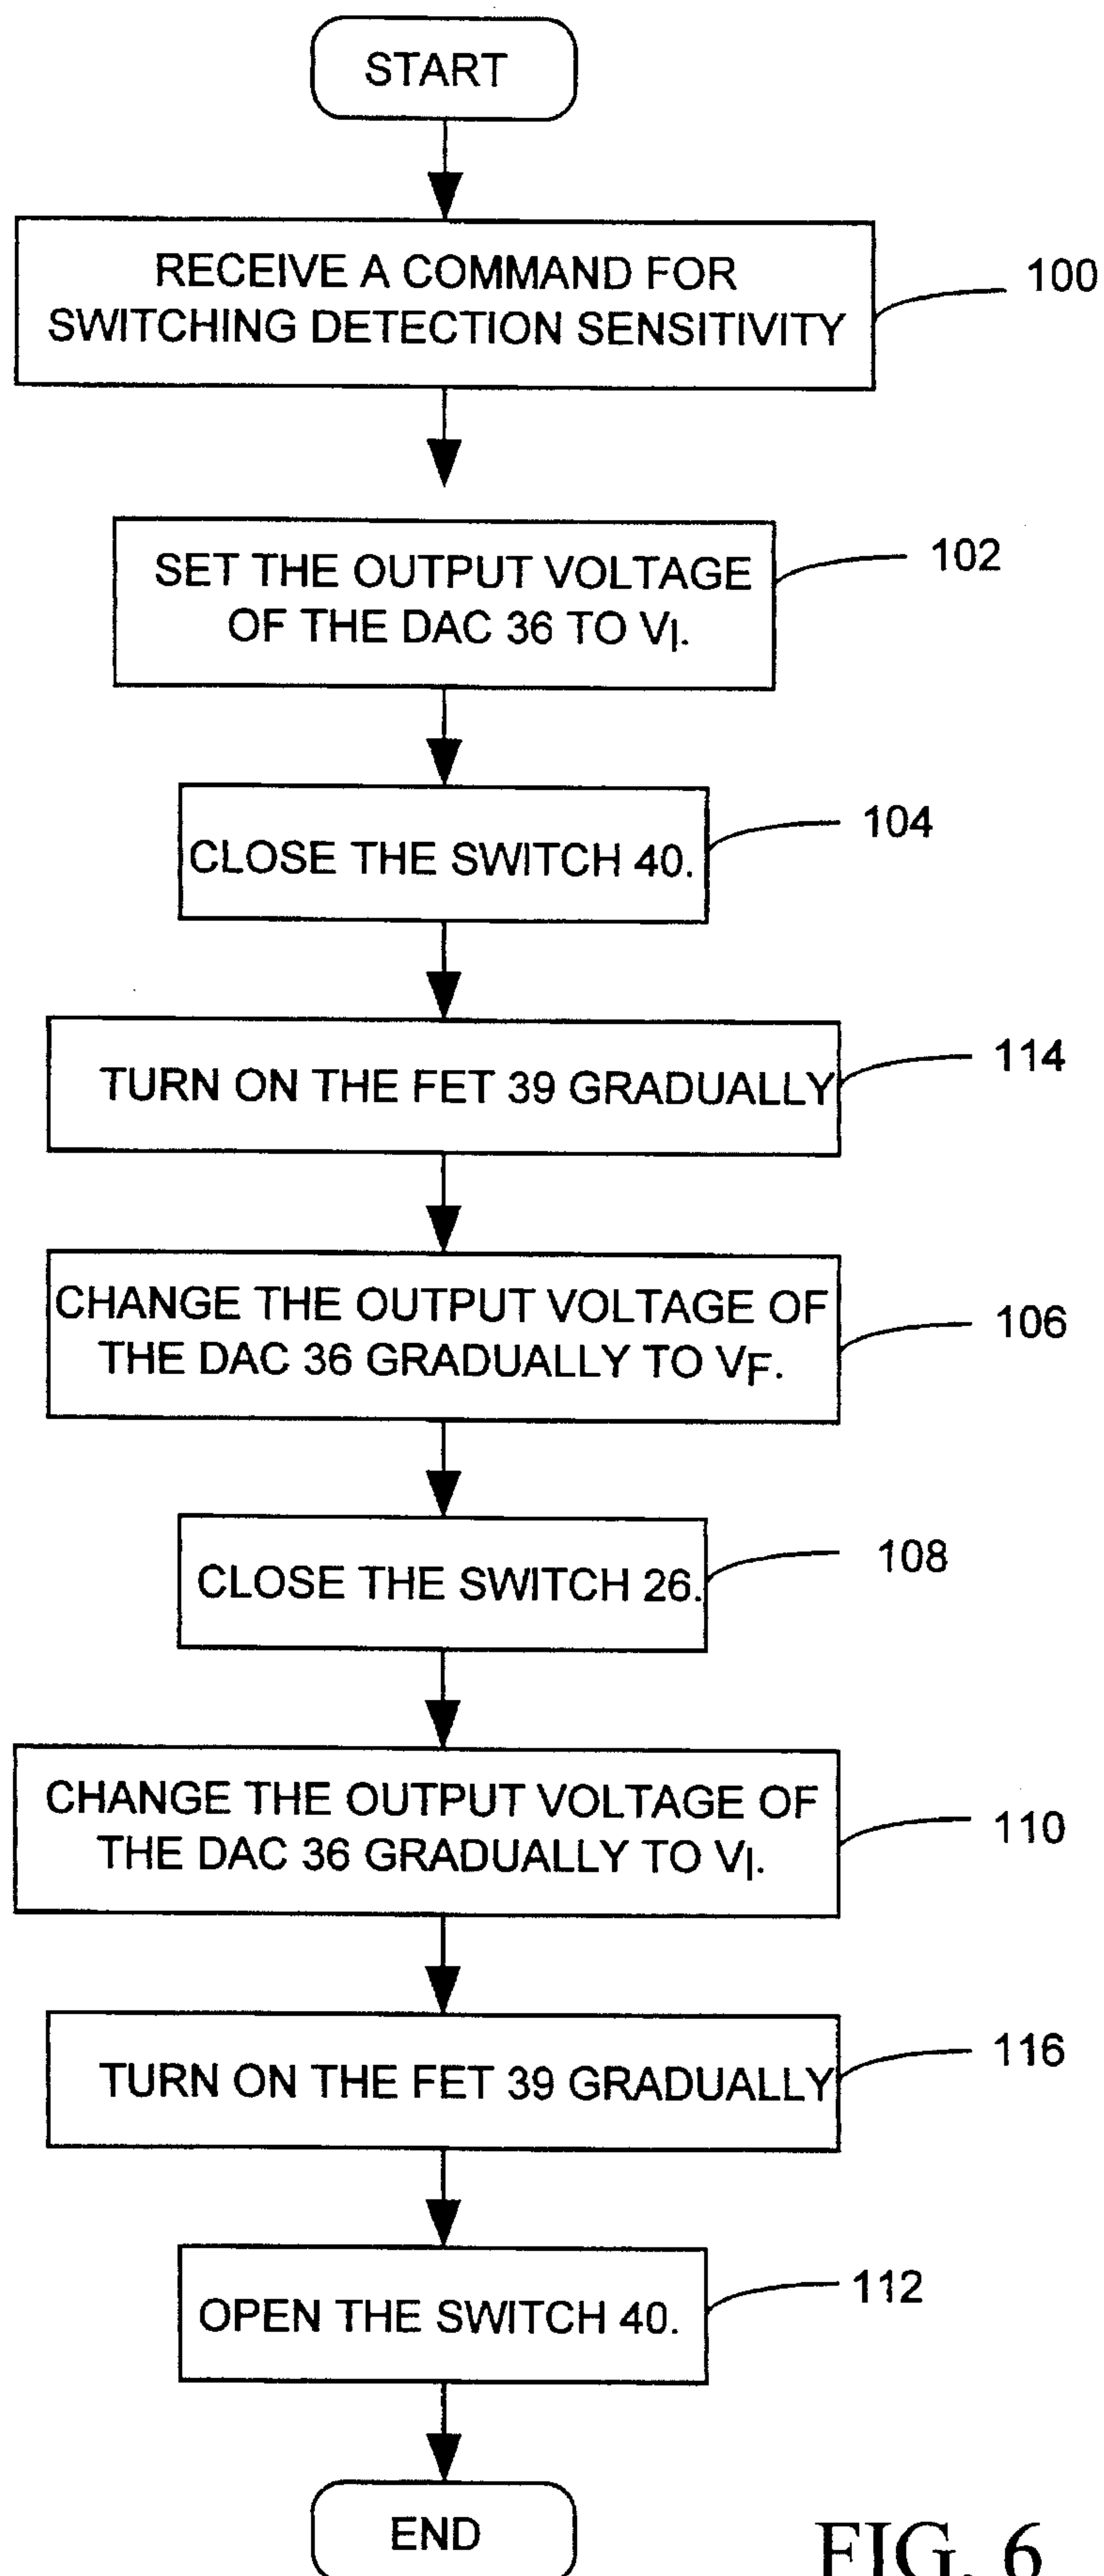 START
RECEIVE A COMMAND FOR
SWITCHING DETECTION SENSITIVITY
100
SET THE OUTPUT VOLTAGE
OF THE DAC 36 TO VI.
102
CLOSE THE SWITCH 40.
104
TURN ON THE FET 39 GRADUALLY
114
CHANGE THE OUTPUT VOLTAGE OF
THE DAC 36 GRADUALLY TO VF.
106
CLOSE THE SWITCH 26.
108
CHANGE THE OUTPUT VOLTAGE OF
THE DAC 36 GRADUALLY TO VI.
110
TURN ON THE FET 39 GRADUALLY
116
OPEN THE SWITCH 40.
112
END
FIG. 6